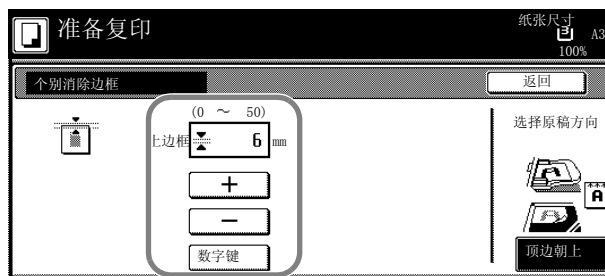 准备复印
纸张尺寸
A3
100%
个别消除边框
返回
(0 ～ 50)
上边框
6 mm
+
−
数字键
选择原稿方向
A
顶边朝上